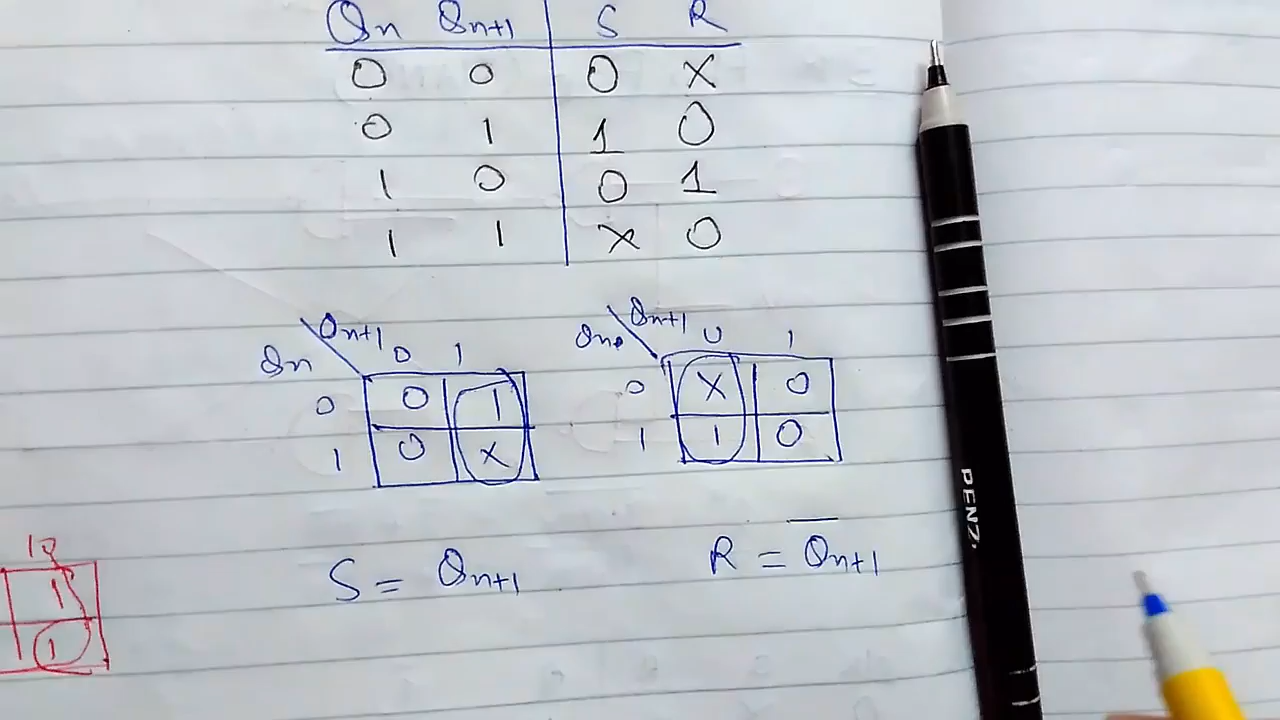 Qn Qn+1 S R
0 0 0 X
0 1 1 0
1 0 0 1
1 1 X 0
Qn+1
Qn 0 1
0 0 1
1 0 X
Qn+1
Qn 0 1
0 X 0
1 1 0
S = Qn+1
R = Q̅n+1
1
1
PENZ